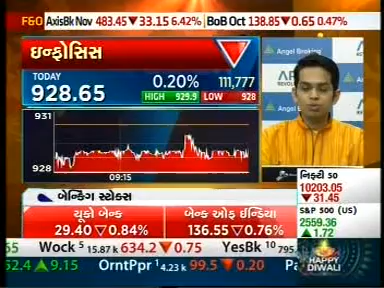 F&O AxisBk Nov 483.45 ▼ 33.15 6.42% BoB Oct 138.85 ▼ 0.65 0.47%
ઇન્ફોસિસ
TODAY 0.20% 111,777
928.65 HIGH 929.9 LOW 928
931
928
09:15
Angel Broking
Angel Broking
બેન્કિંગ સ્ટોક્સ
યૂકો બેન્ક
29.40 ▼ 0.84%
બેન્ક ઓફ ઈન્ડિયા
136.55 ▼ 0.76%
નિફ્ટી 50
10203.05
▼ 31.45
S&P 500 (US)
2559.36
▲ 1.72
Wock 5 15.87 k 634.2 ▼ 0.75 YesBk 10
▲ 9.15 OrntPpr 1 4.23 k 99.5 ▼ 0.20
HAPPY DIWALI